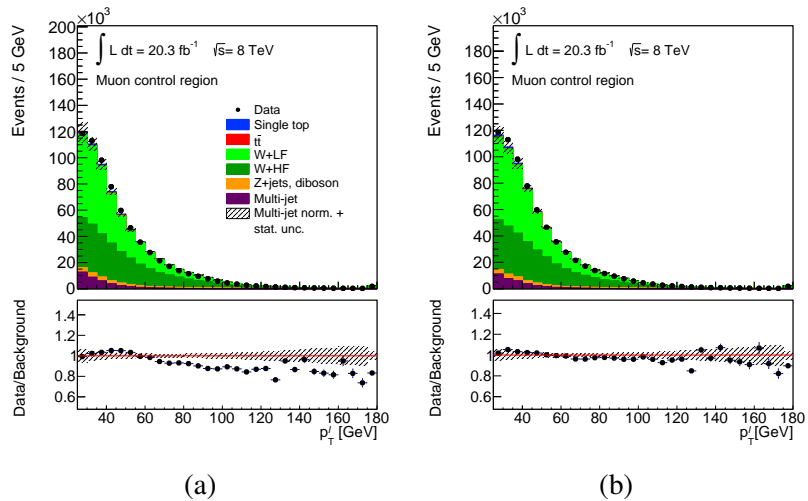 ×10³
200
180
160
140
120
100
80
60
40
20
0
Events / 5 GeV
∫ L dt = 20.3 fb⁻¹ √s= 8 TeV
Muon control region
Data
Single top
tt̄
W+LF
W+HF
Z+jets, diboson
Multi-jet
Multi-jet norm. +
stat. unc.
Data/Background
1.4
1.2
1
0.8
0.6
40 60 80 100 120 140 160 180
p_T^l [GeV]
(a)
×10³
200
180
160
140
120
100
80
60
40
20
0
Events / 5 GeV
∫ L dt = 20.3 fb⁻¹ √s= 8 TeV
Muon control region
Data/Background
1.4
1.2
1
0.8
0.6
40 60 80 100 120 140 160 180
p_T^l [GeV]
(b)